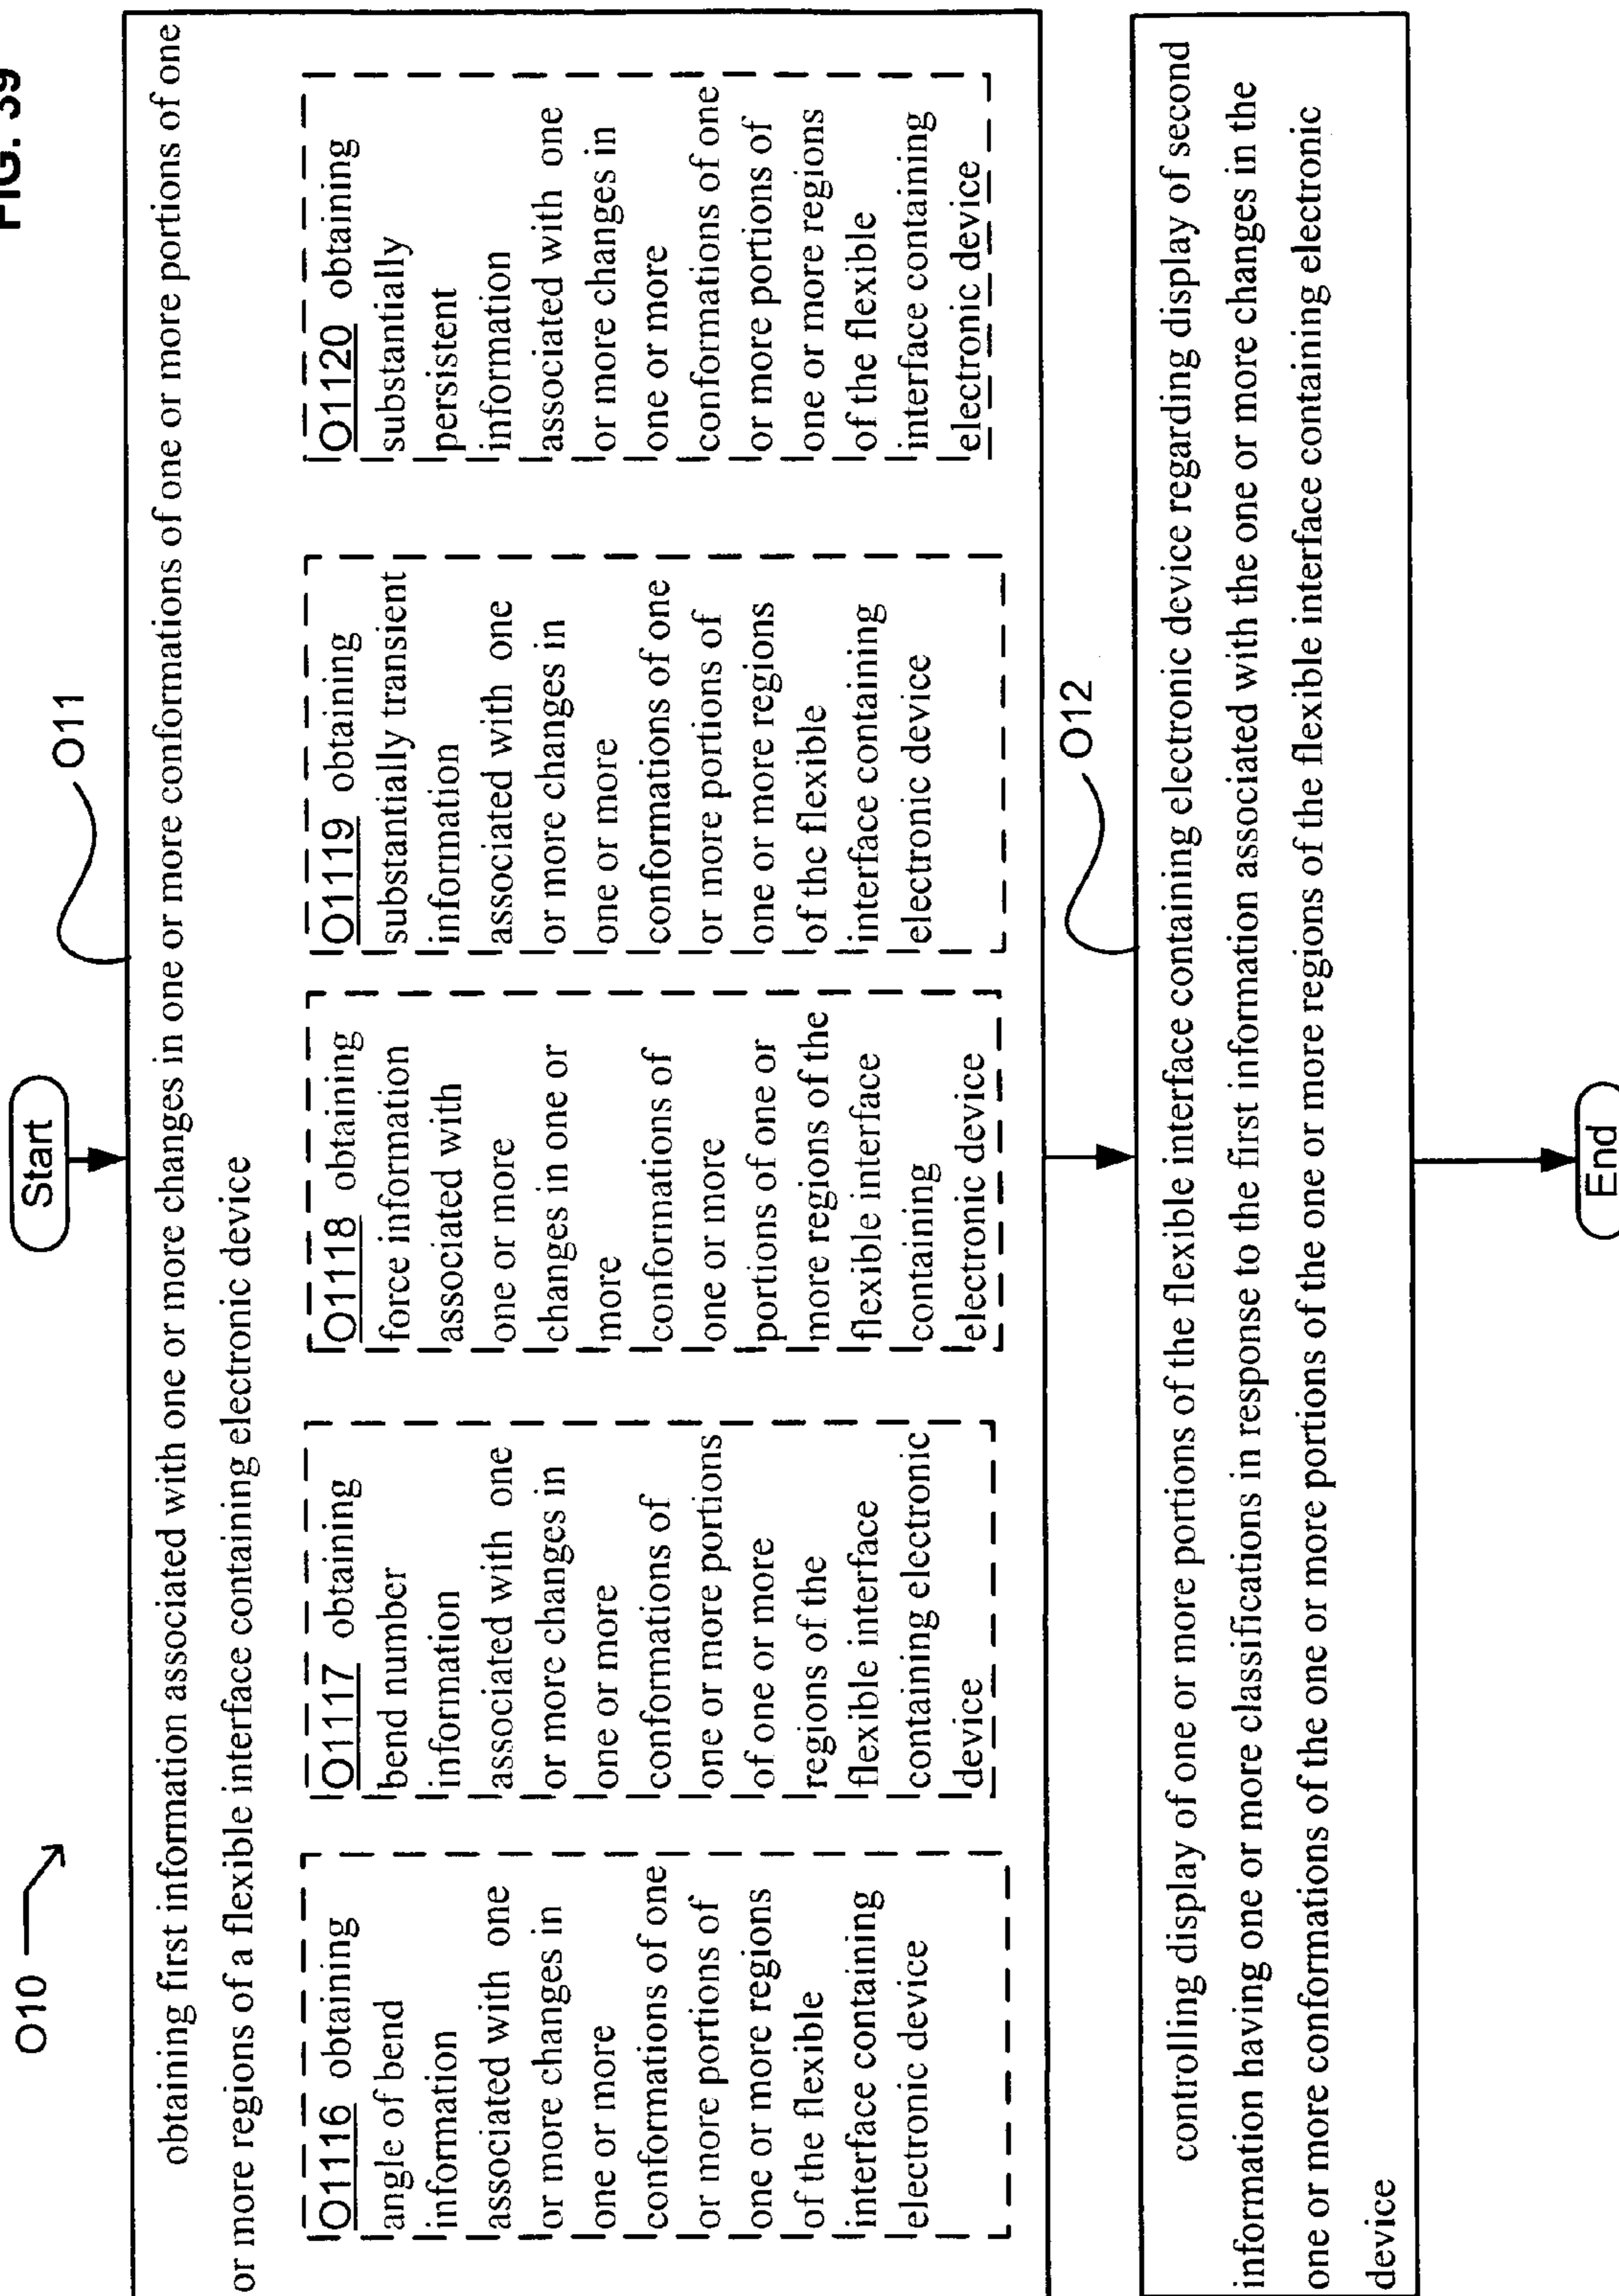 FIG. 39
O10
Start
O11
obtaining first information associated with one or more changes in one or more conformations of one or more portions of one
or more regions of a flexible interface containing electronic device
O1116 obtaining
angle of bend
information
associated with one
or more changes in
one or more
conformations of one
or more portions of
one or more regions
of the flexible
interface containing
electronic device
O1117 obtaining
bend number
information
associated with one
or more changes in
one or more
conformations of
one or more portions
of one or more
regions of the
flexible interface
containing electronic
device
O1118 obtaining
force information
associated with
one or more
changes in one or
more
conformations of
one or more
portions of one or
more regions of the
flexible interface
containing
electronic device
O1119 obtaining
substantially transient
information
associated with one
or more changes in
one or more
conformations of one
or more portions of
one or more regions
of the flexible
interface containing
electronic device
O1120 obtaining
substantially
persistent
information
associated with one
or more changes in
one or more
conformations of one
or more portions of
one or more regions
of the flexible
interface containing
electronic device
O12
controlling display of one or more portions of the flexible interface containing electronic device regarding display of second
information having one or more classifications in response to the first information associated with the one or more changes in the
one or more conformations of the one or more portions of the one or more regions of the flexible interface containing electronic
device
End